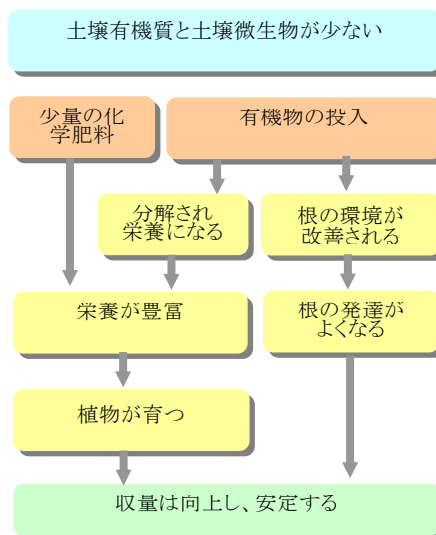 土壌有機質と土壌微生物が少ない
少量の化
学肥料
有機物の投入
分解され
栄養になる
根の環境が
改善される
栄養が豊富
根の発達が
よくなる
植物が育つ
収量は向上し、安定する